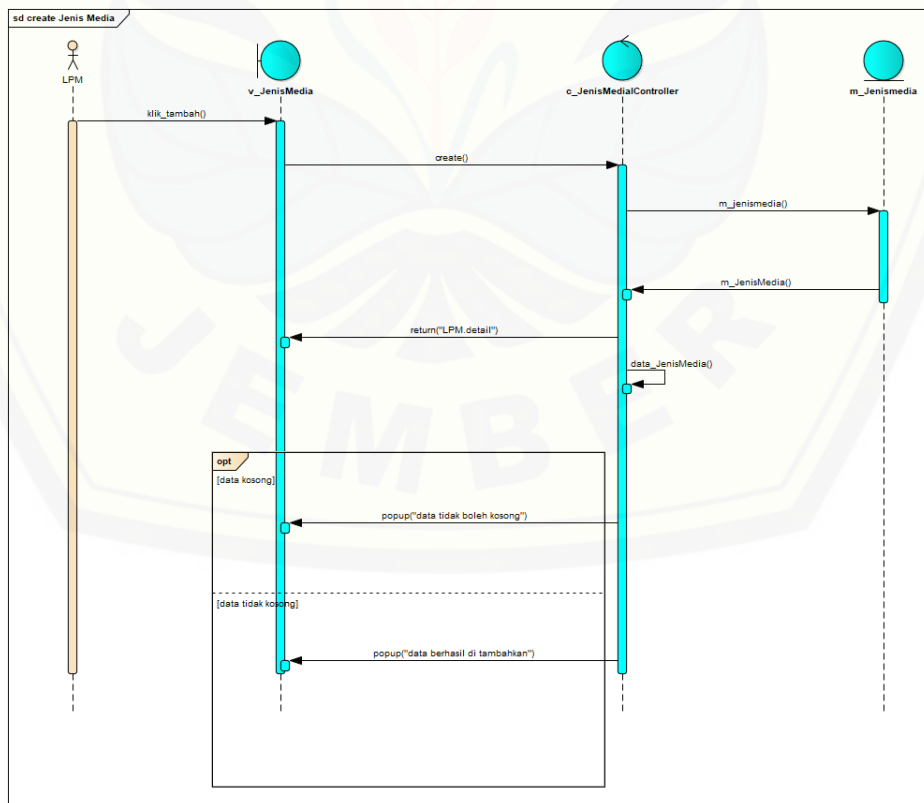 sd create Jenis Media
LPM
v_JenisMedia
c_JenisMedialController
m_Jenismedia
klik_tambah()
create()
m_jenismedia()
m_JenisMedia()
return("LPM.detail")
data_JenisMedia()
JEMBER
opt
[data kosong]
popup("data tidak boleh kosong")
[data tidak kosong]
popup("data berhasil di tambahkan")